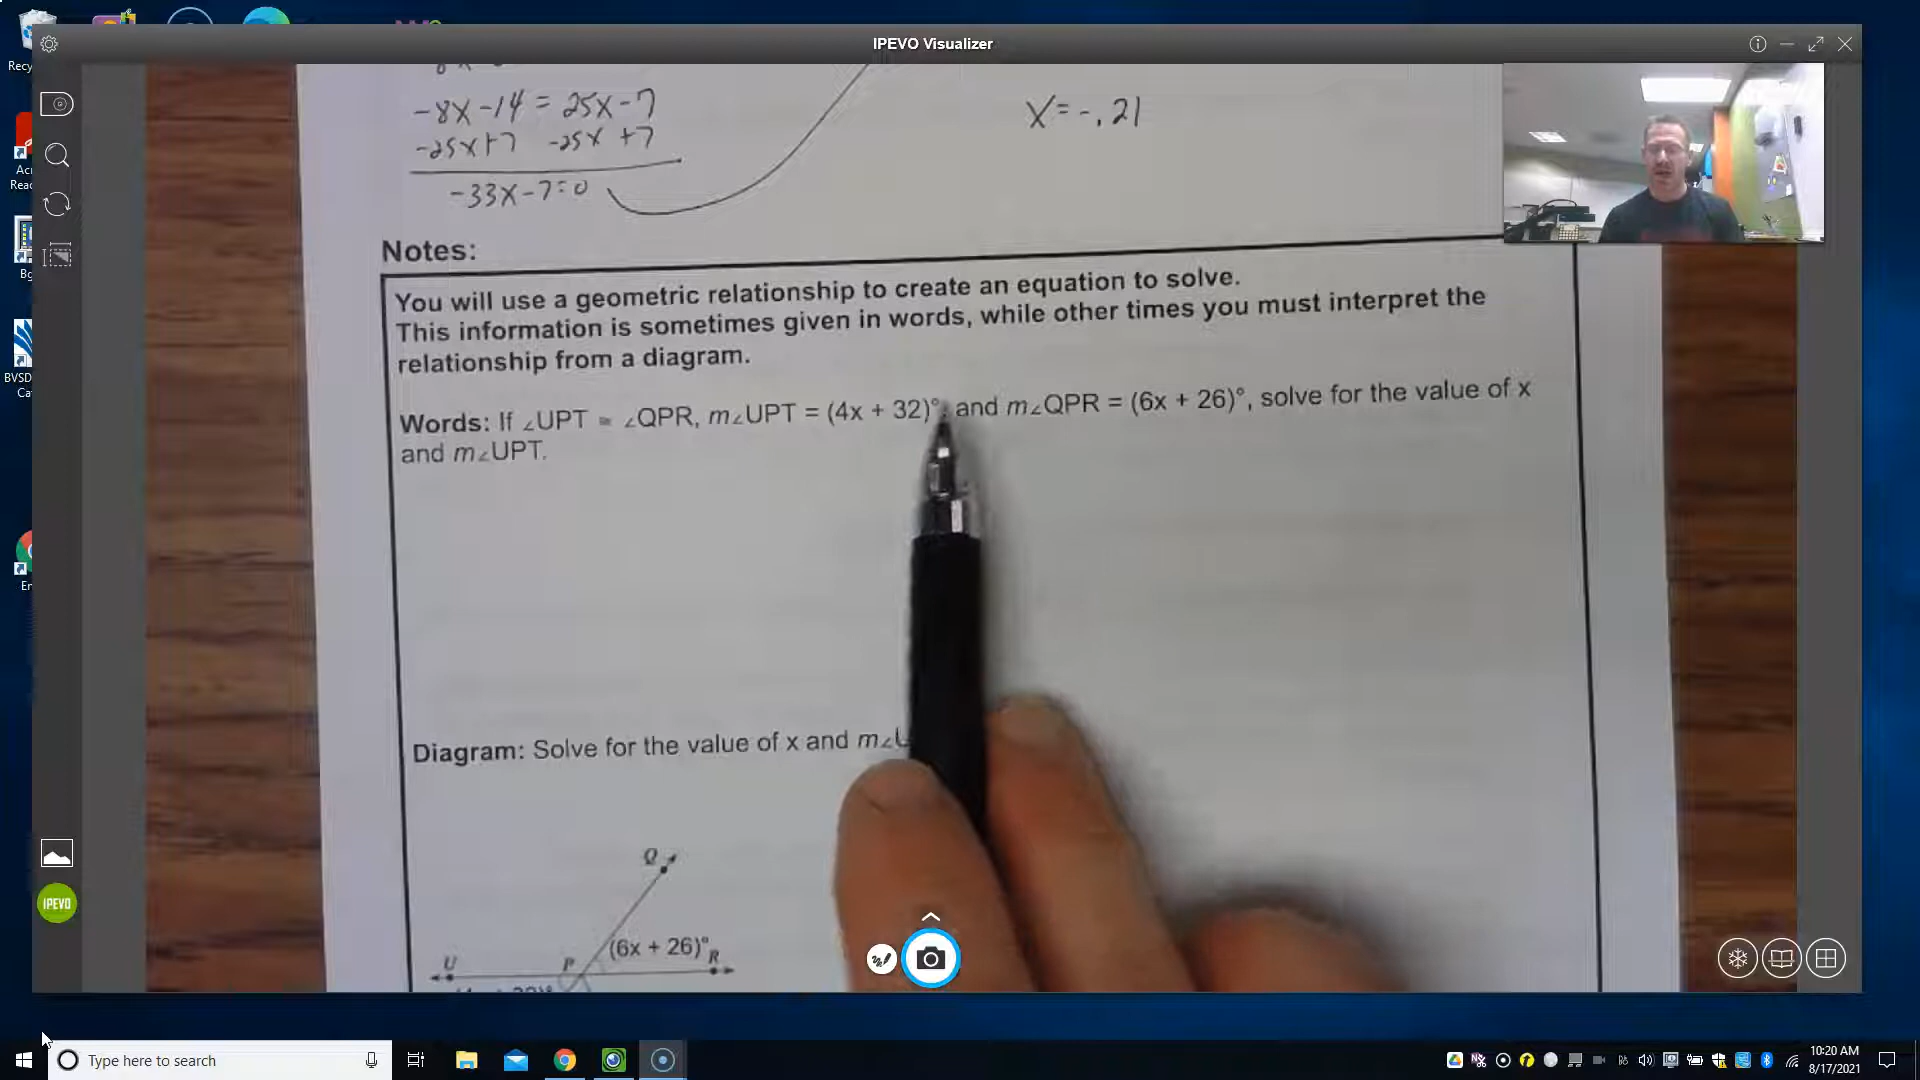 IPEVO Visualizer
-8x-14 = 25x-7
-25x+7 -25x +7
-33x-7=0
x=-.21
Notes:
You will use a geometric relationship to create an equation to solve.
This information is sometimes given in words, while other times you must interpret the
relationship from a diagram.
Words: If ∠UPT ≅ ∠QPR, m∠UPT = (4x + 32)°, and m∠QPR = (6x + 26)°, solve for the value of x
and m∠UPT.
Diagram: Solve for the value of x and m∠U
Q
(6x + 26)°
U P R
IPEVO
Type here to search
10:20 AM
8/17/2021